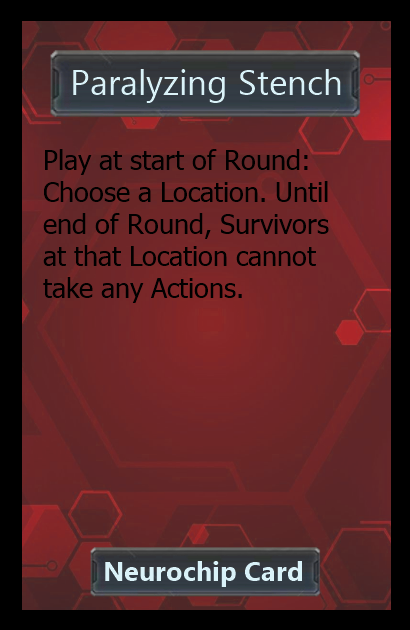 Paralyzing Stench
Play at start of Round:
Choose a Location. Until
end of Round, Survivors
at that Location cannot
take any Actions.
Neurochip Card